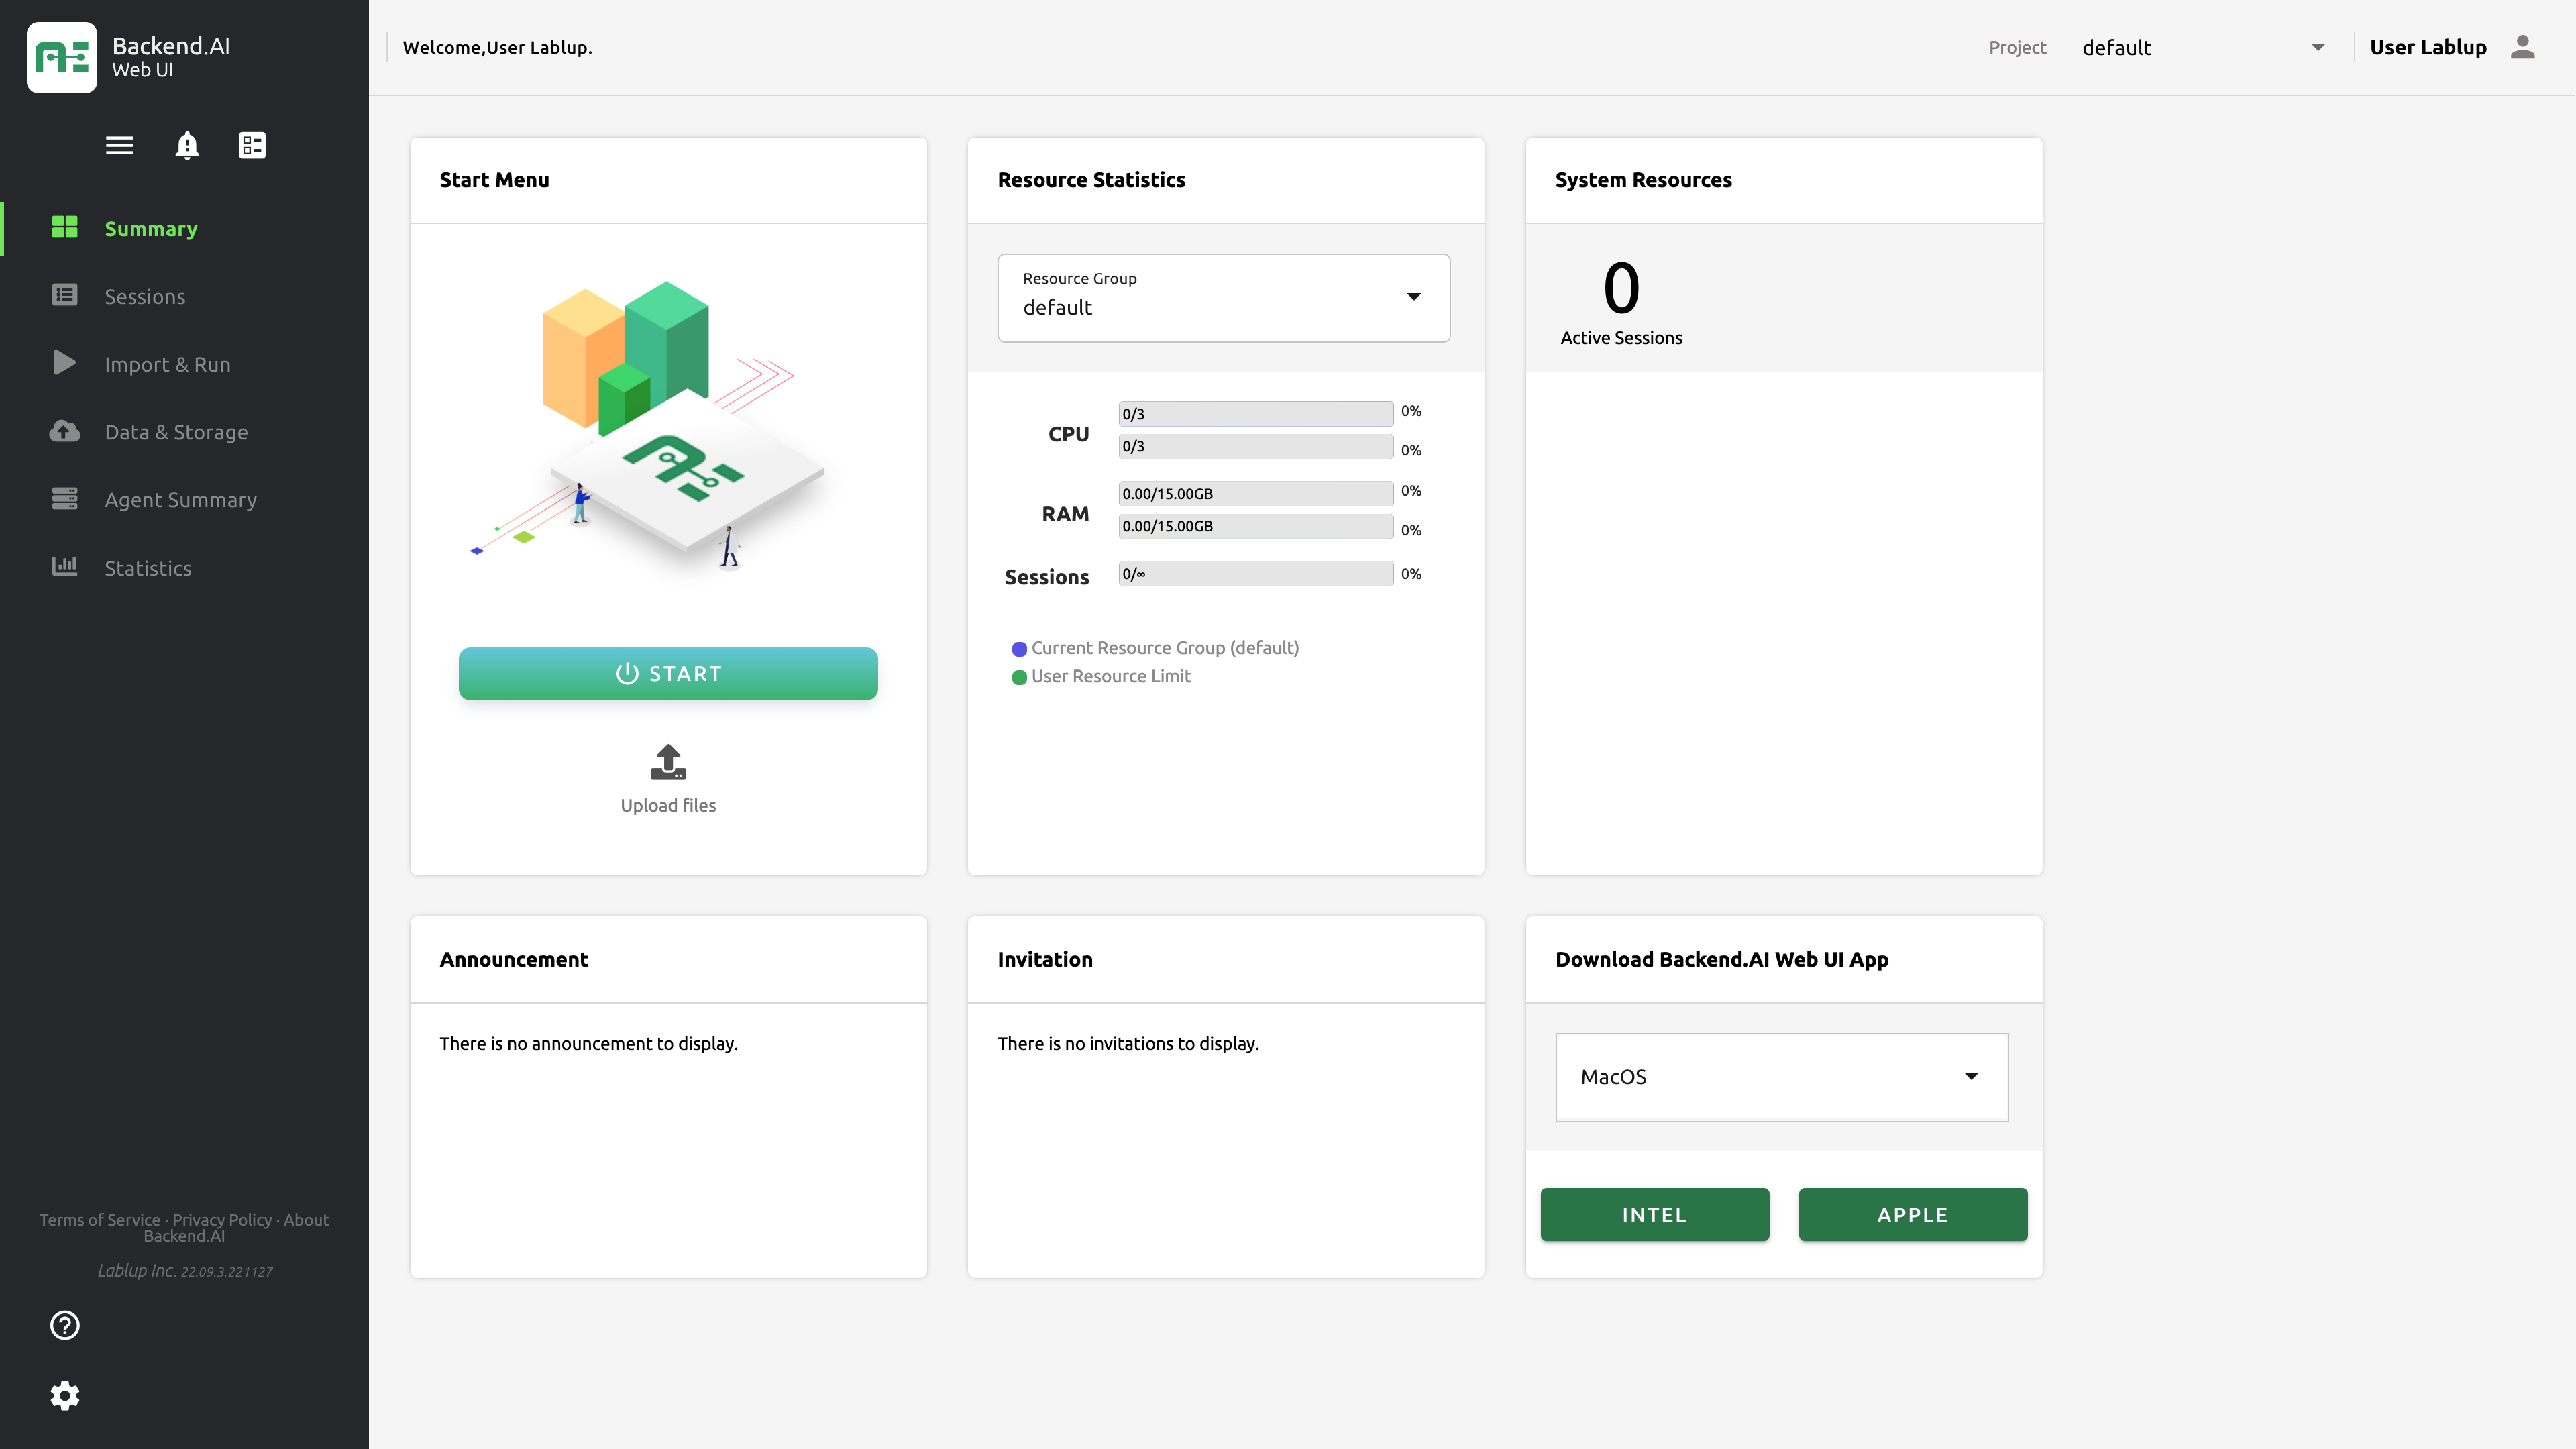 Backend.AI
Web UI
Summary
Sessions
Import & Run
Data & Storage
Agent Summary
Statistics
Terms of Service · Privacy Policy · About
Backend.AI
Lablup Inc. 22.09.3.221127
Welcome,User Lablup.
Project
default
User Lablup
Start Menu
START
Upload files
Resource Statistics
Resource Group
default
CPU
0/3
0%
0/3
0%
RAM
0.00/15.00GB
0%
0.00/15.00GB
0%
Sessions
0/∞
0%
Current Resource Group (default)
User Resource Limit
System Resources
0
Active Sessions
Announcement
There is no announcement to display.
Invitation
There is no invitations to display.
Download Backend.AI Web UI App
MacOS
INTEL
APPLE